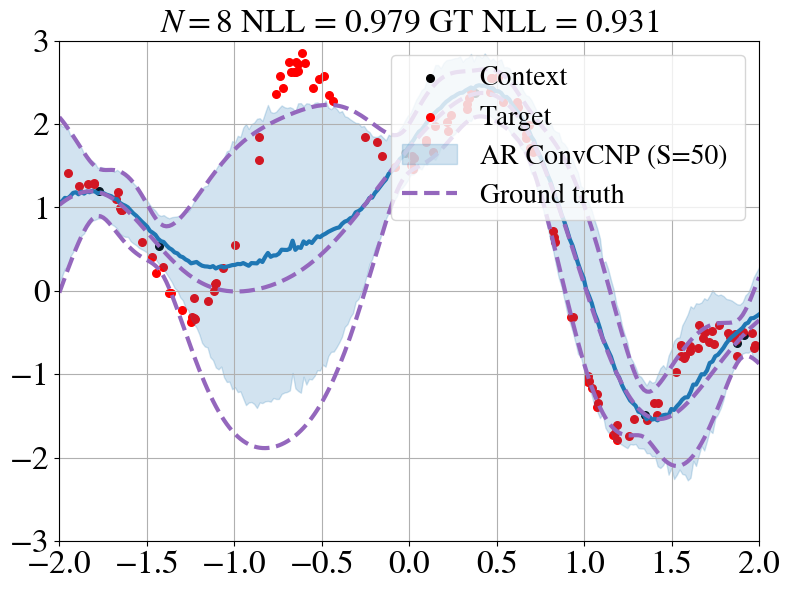 N = 8 NLL = 0.979 GT NLL = 0.931
3
2
1
0
−1
−2
−3
Context
Target
AR ConvCNP (S=50)
Ground truth
−2.0 −1.5 −1.0 −0.5 0.0 0.5 1.0 1.5 2.0